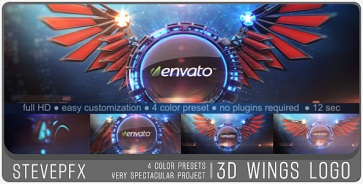 envato™
full HD ● easy customization ● 4 color preset ● no plugins required ● 12 sec
STEVEPFX
4 COLOR PRESETS
VERY SPECTACULAR PROJECT
3D WINGS LOGO